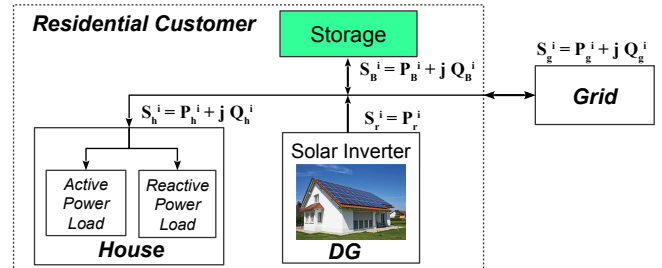 Residential Customer
Storage
S_B^i = P_B^i + j Q_B^i
S_g^i = P_g^i + j Q_g^i
Grid
S_h^i = P_h^i + j Q_h^i
S_r^i = P_r^i
Solar Inverter
Active
Power
Load
Reactive
Power
Load
House
DG